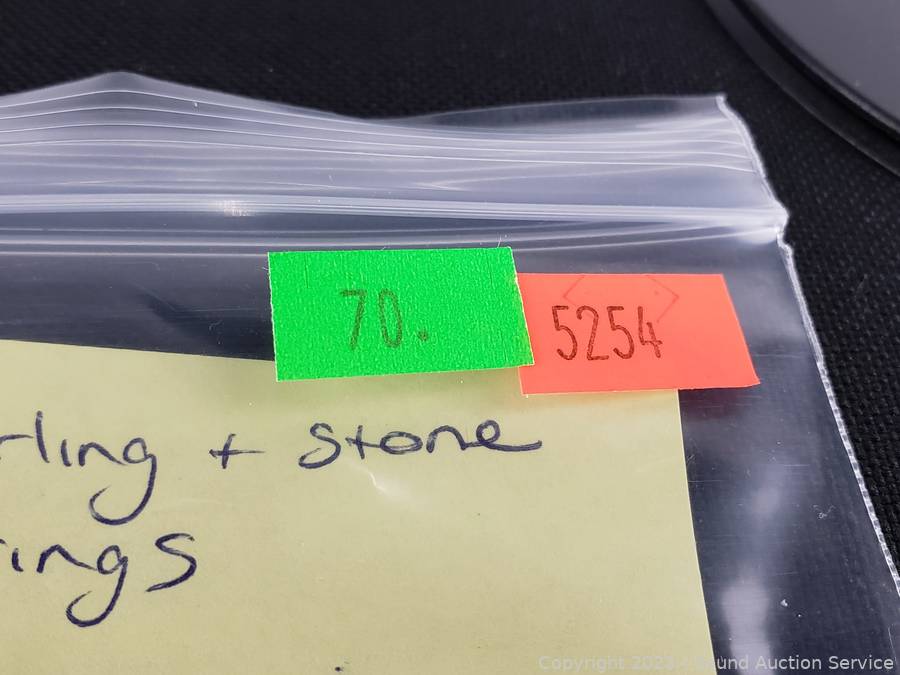 70.
5254
rling + stone
rings
Copyright 2023 - Sound Auction Service